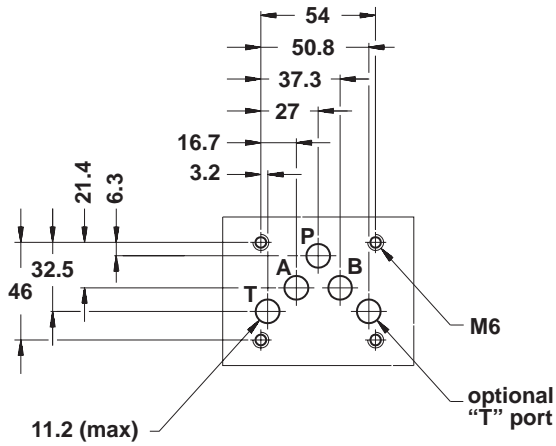 54
50.8
37.3
27
16.7
3.2
21.4
6.3
32.5
46
P
A
B
T
M6
optional
“T” port
11.2 (max)